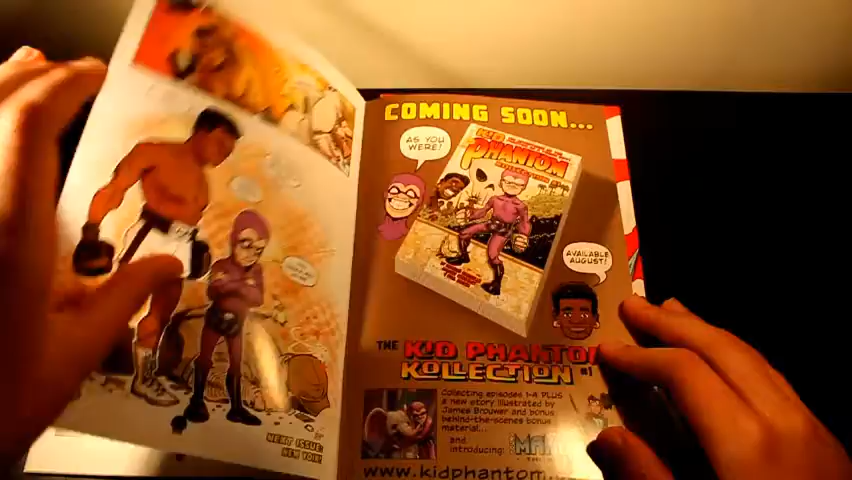 NEXT ISSUE:
NEW YOIK!
COMING SOON...
AS YOU
WERE!
KID
PHANTOM
AVAILABLE
AUGUST!
THE KID PHANTOM
KOLLECTION #1
Collecting episodes 1-4 PLUS
a new story illustrated by
James Brouwer and bonus
behind-the-scenes bonus
material...
and
introducing:
www.kidphantom.